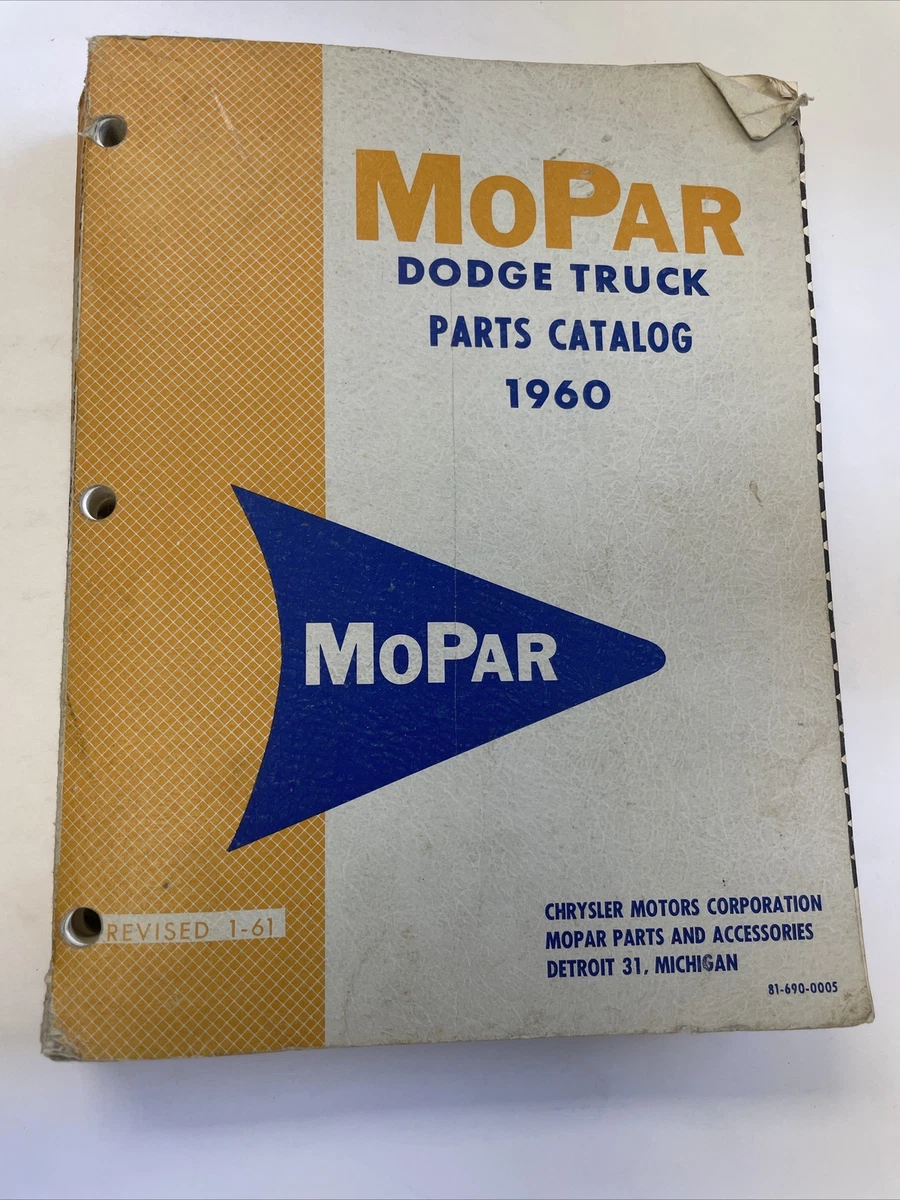 MOPAR
DODGE TRUCK
PARTS CATALOG
1960
MOPAR
REVISED 1-61
CHRYSLER MOTORS CORPORATION
MOPAR PARTS AND ACCESSORIES
DETROIT 31, MICHIGAN
81-690-0005